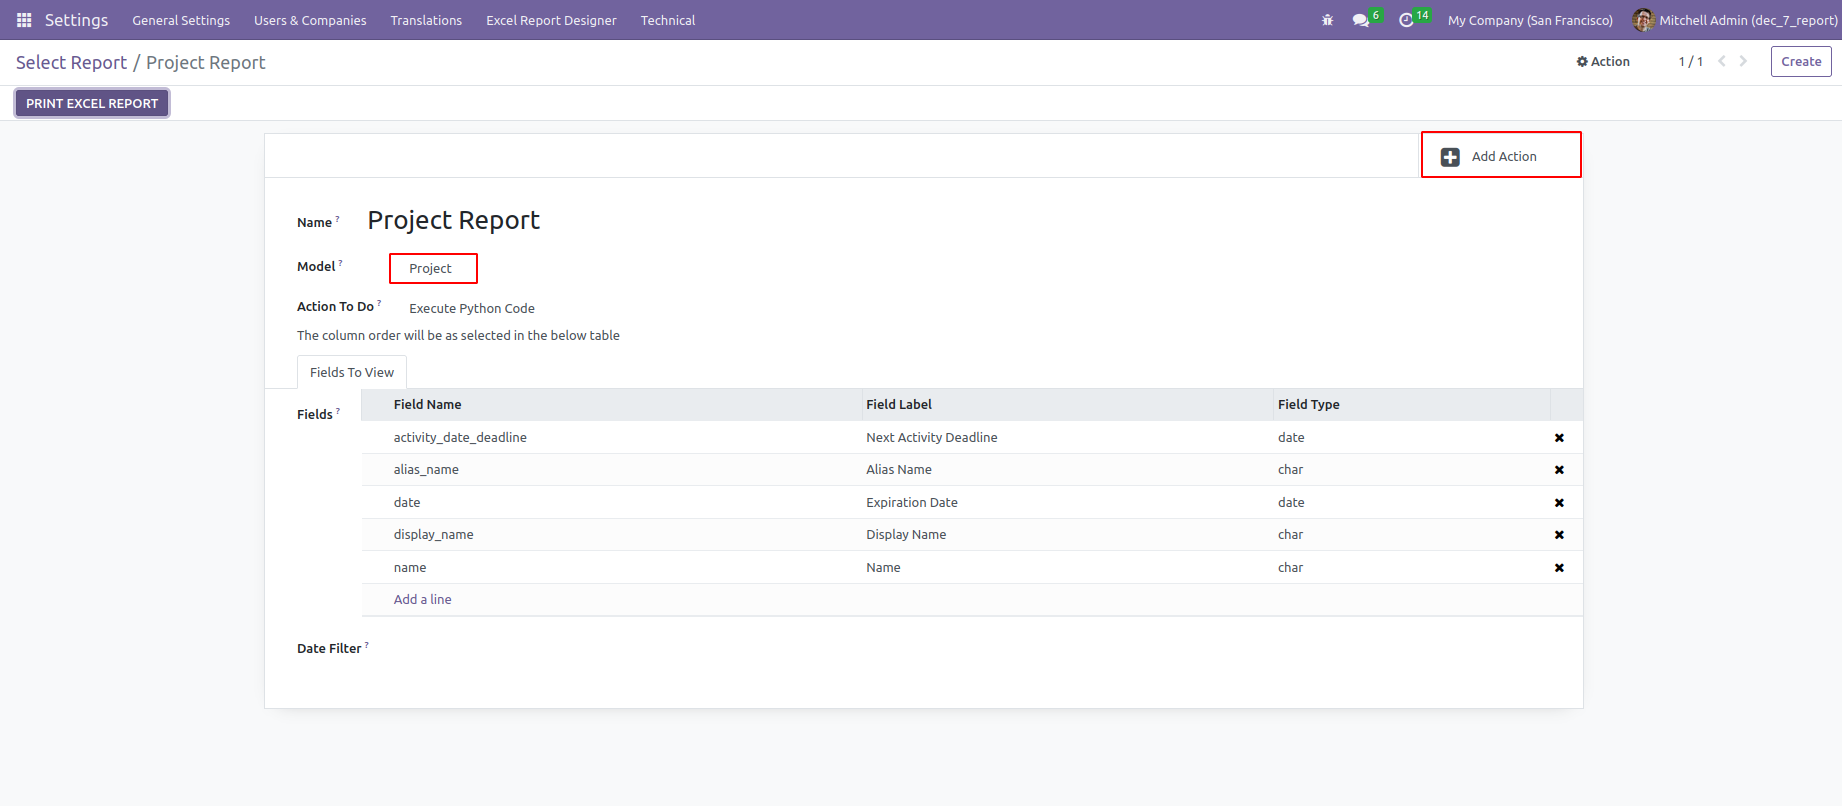 Settings General Settings Users & Companies Translations Excel Report Designer Technical 6 14 My Company (San Francisco) Mitchell Admin (dec_7_report)
Select Report / Project Report Action 1 / 1 Create
PRINT EXCEL REPORT
Add Action
Name ? Project Report
Model ? Project
Action To Do ? Execute Python Code
The column order will be as selected in the below table
Fields To View
Fields ? Field Name Field Label Field Type
activity_date_deadline Next Activity Deadline date
alias_name Alias Name char
date Expiration Date date
display_name Display Name char
name Name char
Add a line
Date Filter ?